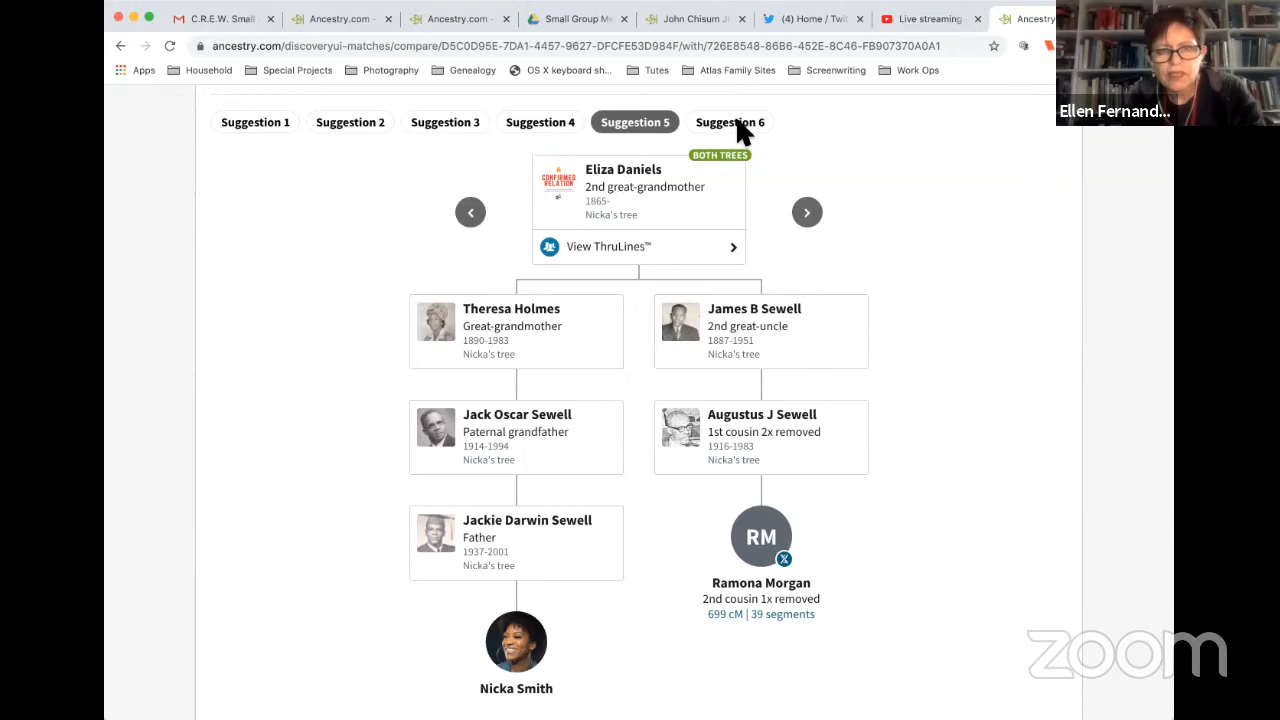 C.R.E.W. Small
Ancestry.com -
Ancestry.com -
Small Group Me
John Chisum J
(4) Home / Twit
Live streaming
Ancestry
ancestry.com/discoveryui-matches/compare/D5C0D95E-7DA1-4457-9627-DFCFE53D984F/with/726E8548-86B6-452E-8C46-FB907370A0A1
Apps
Household
Special Projects
Photography
Genealogy
OS X keyboard sh...
Tutes
Atlas Family Sites
Screenwriting
Work Ops
Ellen Fernand...
Suggestion 1
Suggestion 2
Suggestion 3
Suggestion 4
Suggestion 5
Suggestion 6
BOTH TREES
CONFIRMED
RELATION
Eliza Daniels
2nd great-grandmother
1865-
Nicka's tree
View ThruLines™
Theresa Holmes
Great-grandmother
1890-1983
Nicka's tree
James B Sewell
2nd great-uncle
1887-1951
Nicka's tree
Jack Oscar Sewell
Paternal grandfather
1914-1994
Nicka's tree
Augustus J Sewell
1st cousin 2x removed
1916-1983
Nicka's tree
Jackie Darwin Sewell
Father
1937-2001
Nicka's tree
RM
Ramona Morgan
2nd cousin 1x removed
699 cM | 39 segments
Nicka Smith
zoom